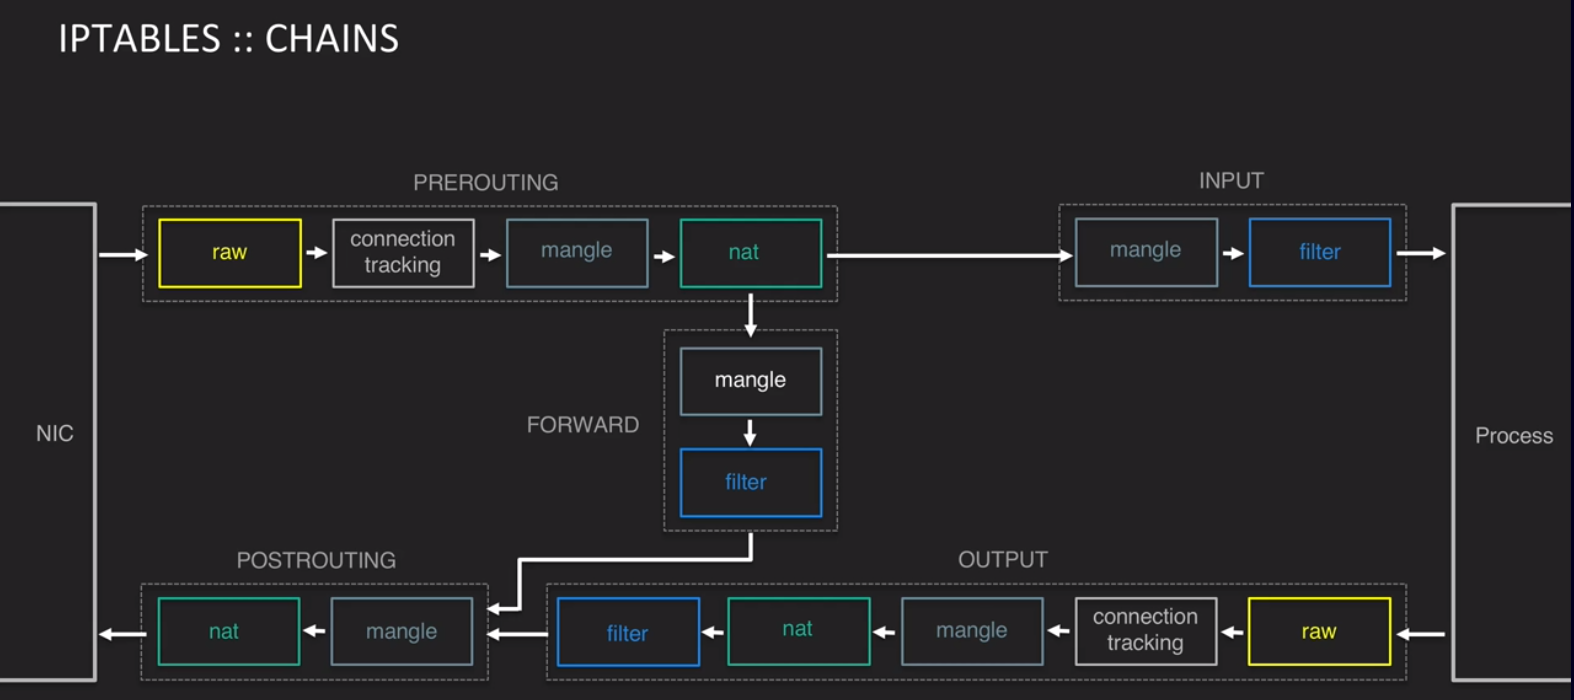 IPTABLES :: CHAINS
PREROUTING
INPUT
raw
connection
tracking
mangle
nat
mangle
filter
mangle
FORWARD
filter
NIC
Process
POSTROUTING
OUTPUT
nat
mangle
filter
nat
mangle
connection
tracking
raw